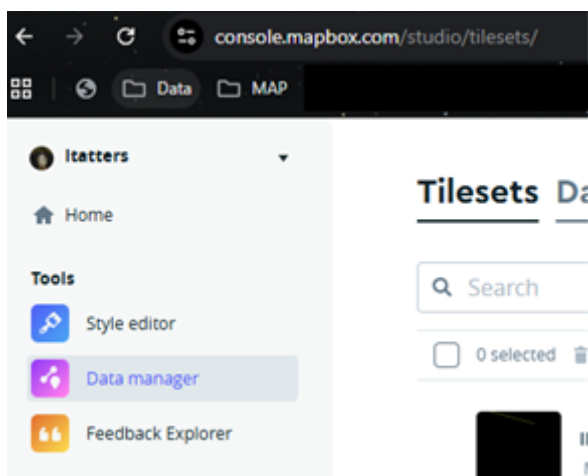 console.mapbox.com/studio/tilesets/
Data MAP
ltatters
Home
Tilesets
Tools
Search
Style editor
0 selected
Data manager
Feedback Explorer